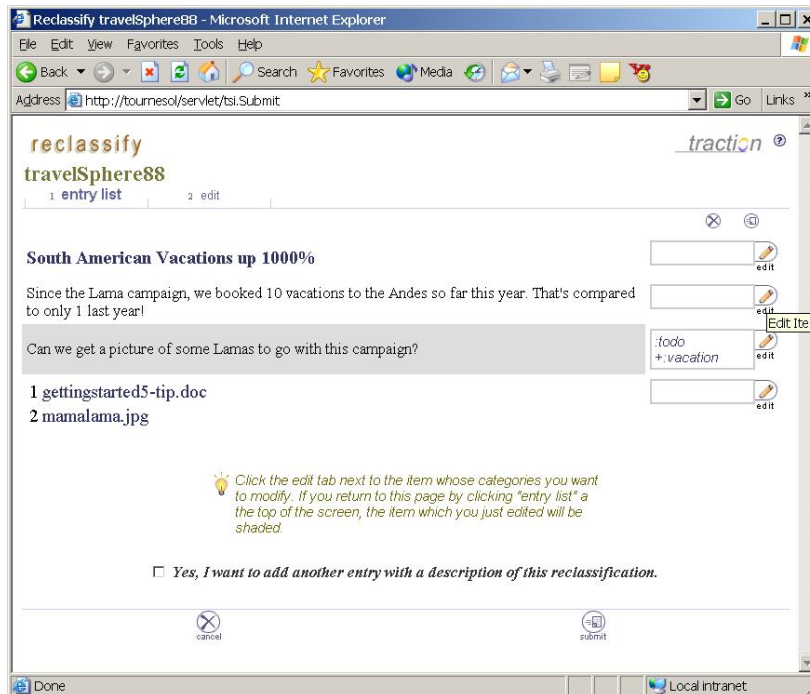 Reclassify travelSphere88 - Microsoft Internet Explorer
File Edit View Favorites Tools Help
Back Search Favorites Media
Address http://tournesol/servlet/tsi.Submit Go Links »
reclassify
traction ?
travelSphere88
1 entry list 2 edit
South American Vacations up 1000%
edit
Since the Lama campaign, we booked 10 vacations to the Andes so far this year. That's compared
to only 1 last year!
edit
Edit Ite
Can we get a picture of some Lamas to go with this campaign?
:todo
+:vacation
edit
1 gettingstarted5-tip.doc
2 mamalama.jpg
edit
Click the edit tab next to the item whose categories you want
to modify. If you return to this page by clicking "entry list" a
the top of the screen, the item which you just edited will be
shaded.
Yes, I want to add another entry with a description of this reclassification.
cancel submit
Done Local intranet